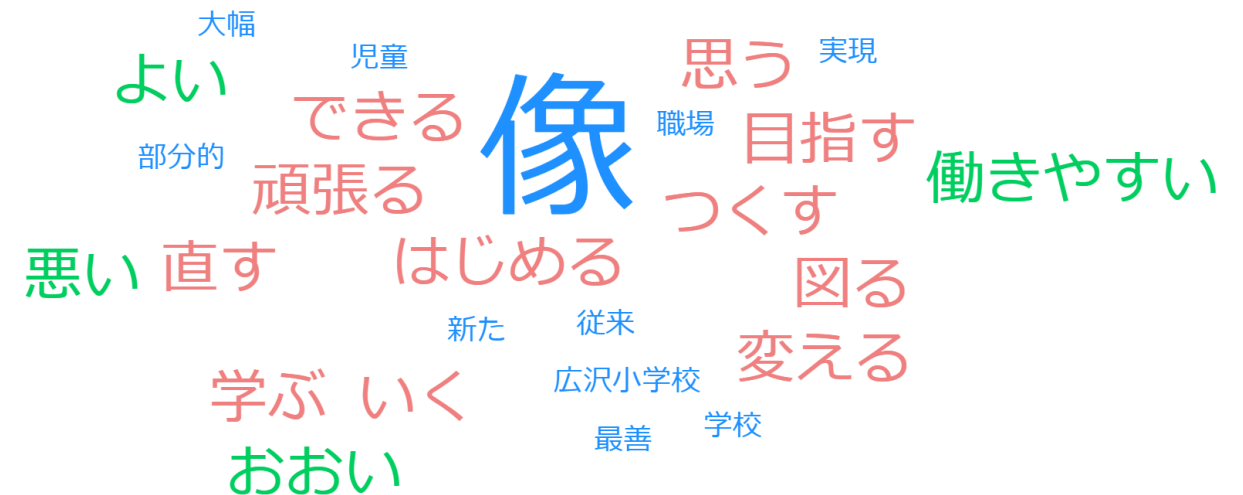 大幅
児童
よい
できる
像
思う
実現
職場
目指す
部分的
頑張る
働きやすい
つくす
悪い
直す
はじめる
図る
新た
従来
変える
学ぶ
いく
広沢小学校
最善
学校
おおい